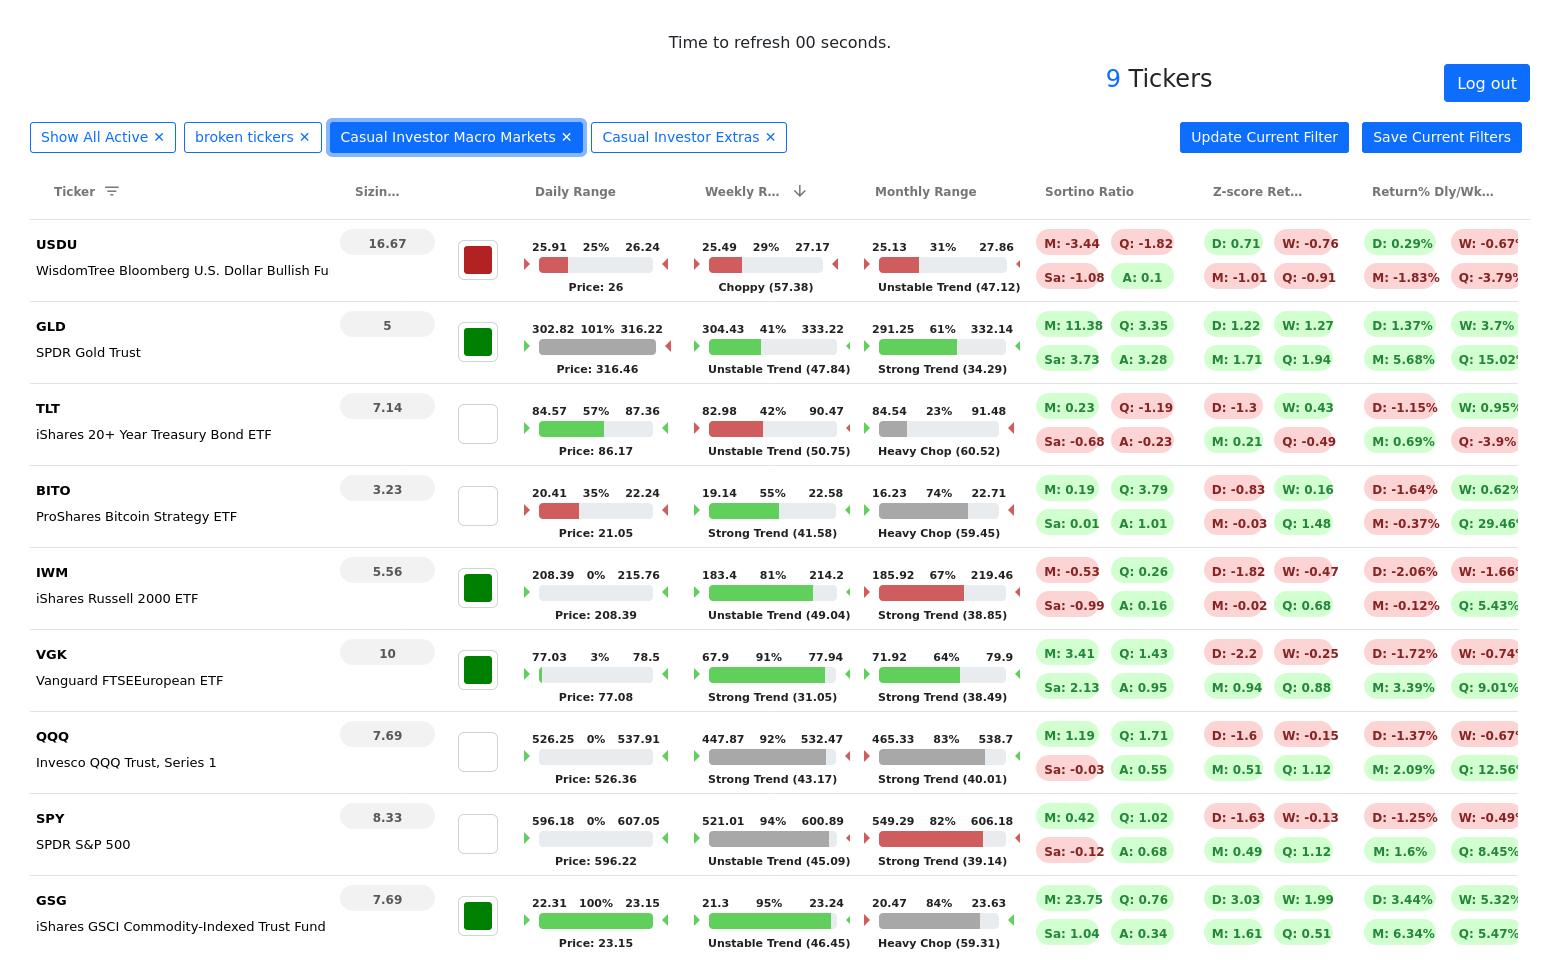 Time to refresh 00 seconds.
9 Tickers
Log out
Show All Active ✕ broken tickers ✕ Casual Investor Macro Markets ✕ Casual Investor Extras ✕ Update Current Filter Save Current Filters
Ticker Sizin... Daily Range Weekly R... Monthly Range Sortino Ratio Z-score Ret... Return% Dly/Wk...
USDU 16.67 25.91 25% 26.24 25.49 29% 27.17 25.13 31% 27.86 M: -3.44 Q: -1.82 D: 0.71 W: -0.76 D: 0.29% W: -0.67%
WisdomTree Bloomberg U.S. Dollar Bullish Fu Price: 26 Choppy (57.38) Unstable Trend (47.12) Sa: -1.08 A: 0.1 M: -1.01 Q: -0.91 M: -1.83% Q: -3.79%
GLD 5 302.82 101% 316.22 304.43 41% 333.22 291.25 61% 332.14 M: 11.38 Q: 3.35 D: 1.22 W: 1.27 D: 1.37% W: 3.7%
SPDR Gold Trust Price: 316.46 Unstable Trend (47.84) Strong Trend (34.29) Sa: 3.73 A: 3.28 M: 1.71 Q: 1.94 M: 5.68% Q: 15.02%
TLT 7.14 84.57 57% 87.36 82.98 42% 90.47 84.54 23% 91.48 M: 0.23 Q: -1.19 D: -1.3 W: 0.43 D: -1.15% W: 0.95%
iShares 20+ Year Treasury Bond ETF Price: 86.17 Unstable Trend (50.75) Heavy Chop (60.52) Sa: -0.68 A: -0.23 M: 0.21 Q: -0.49 M: 0.69% Q: -3.9%
BITO 3.23 20.41 35% 22.24 19.14 55% 22.58 16.23 74% 22.71 M: 0.19 Q: 3.79 D: -0.83 W: 0.16 D: -1.64% W: 0.62%
ProShares Bitcoin Strategy ETF Price: 21.05 Strong Trend (41.58) Heavy Chop (59.45) Sa: 0.01 A: 1.01 M: -0.03 Q: 1.48 M: -0.37% Q: 29.46%
IWM 5.56 208.39 0% 215.76 183.4 81% 214.2 185.92 67% 219.46 M: -0.53 Q: 0.26 D: -1.82 W: -0.47 D: -2.06% W: -1.66%
iShares Russell 2000 ETF Price: 208.39 Unstable Trend (49.04) Strong Trend (38.85) Sa: -0.99 A: 0.16 M: -0.02 Q: 0.68 M: -0.12% Q: 5.43%
VGK 10 77.03 3% 78.5 67.9 91% 77.94 71.92 64% 79.9 M: 3.41 Q: 1.43 D: -2.2 W: -0.25 D: -1.72% W: -0.74%
Vanguard FTSEEuropean ETF Price: 77.08 Strong Trend (31.05) Strong Trend (38.49) Sa: 2.13 A: 0.95 M: 0.94 Q: 0.88 M: 3.39% Q: 9.01%
QQQ 7.69 526.25 0% 537.91 447.87 92% 532.47 465.33 83% 538.7 M: 1.19 Q: 1.71 D: -1.6 W: -0.15 D: -1.37% W: -0.67%
Invesco QQQ Trust, Series 1 Price: 526.36 Strong Trend (43.17) Strong Trend (40.01) Sa: -0.03 A: 0.55 M: 0.51 Q: 1.12 M: 2.09% Q: 12.56%
SPY 8.33 596.18 0% 607.05 521.01 94% 600.89 549.29 82% 606.18 M: 0.42 Q: 1.02 D: -1.63 W: -0.13 D: -1.25% W: -0.49%
SPDR S&P 500 Price: 596.22 Unstable Trend (45.09) Strong Trend (39.14) Sa: -0.12 A: 0.68 M: 0.49 Q: 1.12 M: 1.6% Q: 8.45%
GSG 7.69 22.31 100% 23.15 21.3 95% 23.24 20.47 84% 23.63 M: 23.75 Q: 0.76 D: 3.03 W: 1.99 D: 3.44% W: 5.32%
iShares GSCI Commodity-Indexed Trust Fund Price: 23.15 Unstable Trend (46.45) Heavy Chop (59.31) Sa: 1.04 A: 0.34 M: 1.61 Q: 0.51 M: 6.34% Q: 5.47%